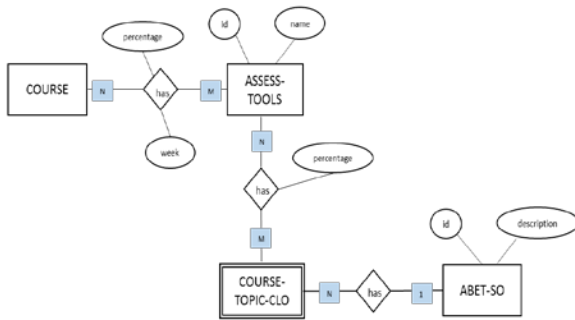 percentage
id
name
COURSE
N
has
M
ASSESS-
TOOLS
week
N
percentage
has
M
id
description
COURSE-
TOPIC-CLO
N
has
1
ABET-SO